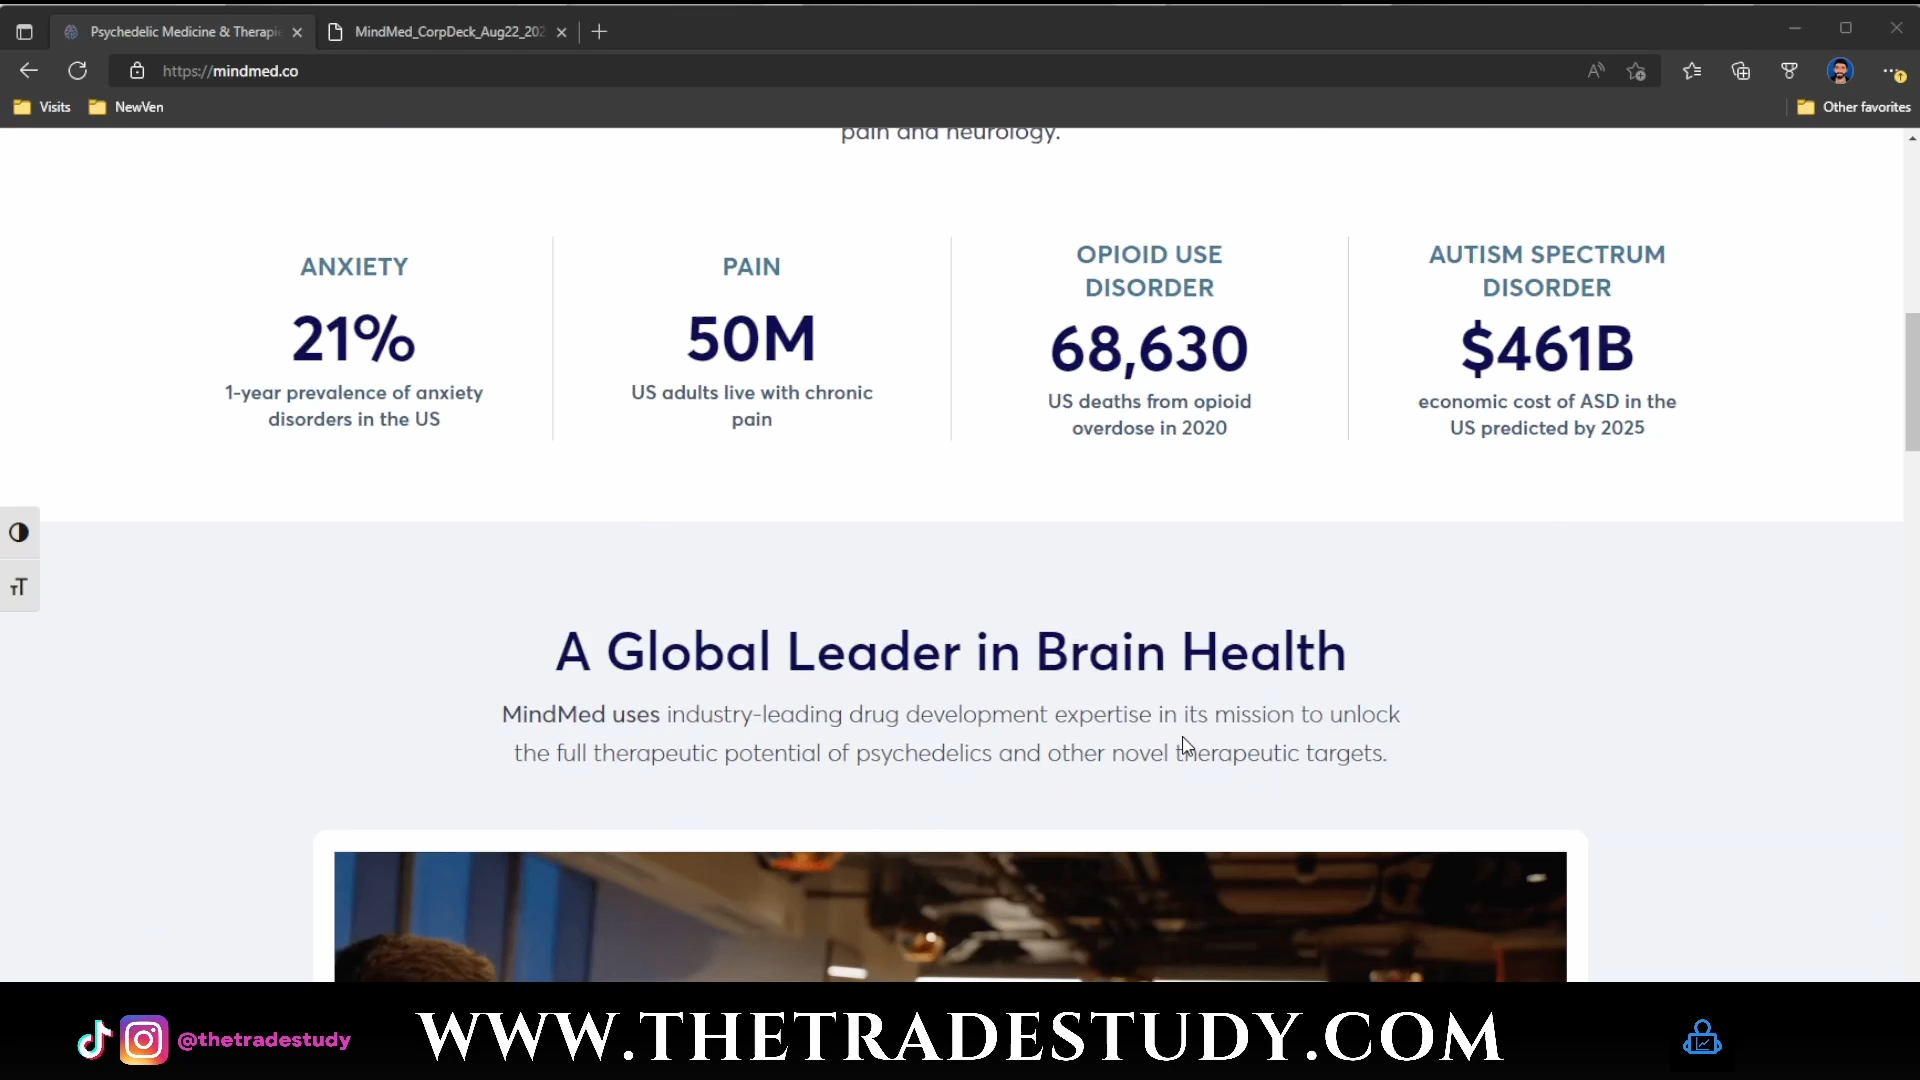 Psychedelic Medicine & Therapi
MindMed_CorpDeck_Aug22_202
https://mindmed.co
Visits
NewVen
Other favorites
pain and neurology.
ANXIETY
21%
1-year prevalence of anxiety
disorders in the US
PAIN
50M
US adults live with chronic
pain
OPIOID USE
DISORDER
68,630
US deaths from opioid
overdose in 2020
AUTISM SPECTRUM
DISORDER
$461B
economic cost of ASD in the
US predicted by 2025
A Global Leader in Brain Health
MindMed uses industry-leading drug development expertise in its mission to unlock
the full therapeutic potential of psychedelics and other novel therapeutic targets.
@thetradestudy
WWW.THETRADESTUDY.COM